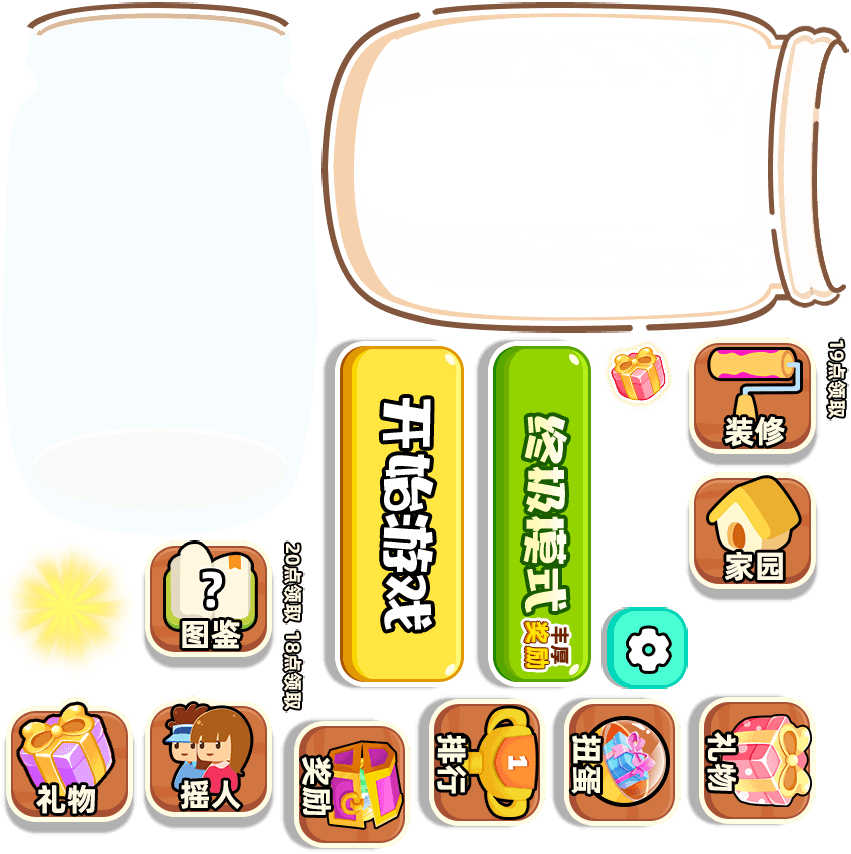 19点领取
装修
开始游戏
终极模式
丰厚
奖励
家园
?
图鉴
20点领取
18点领取
礼物
摇人
奖励
1
排行
扭蛋
礼物